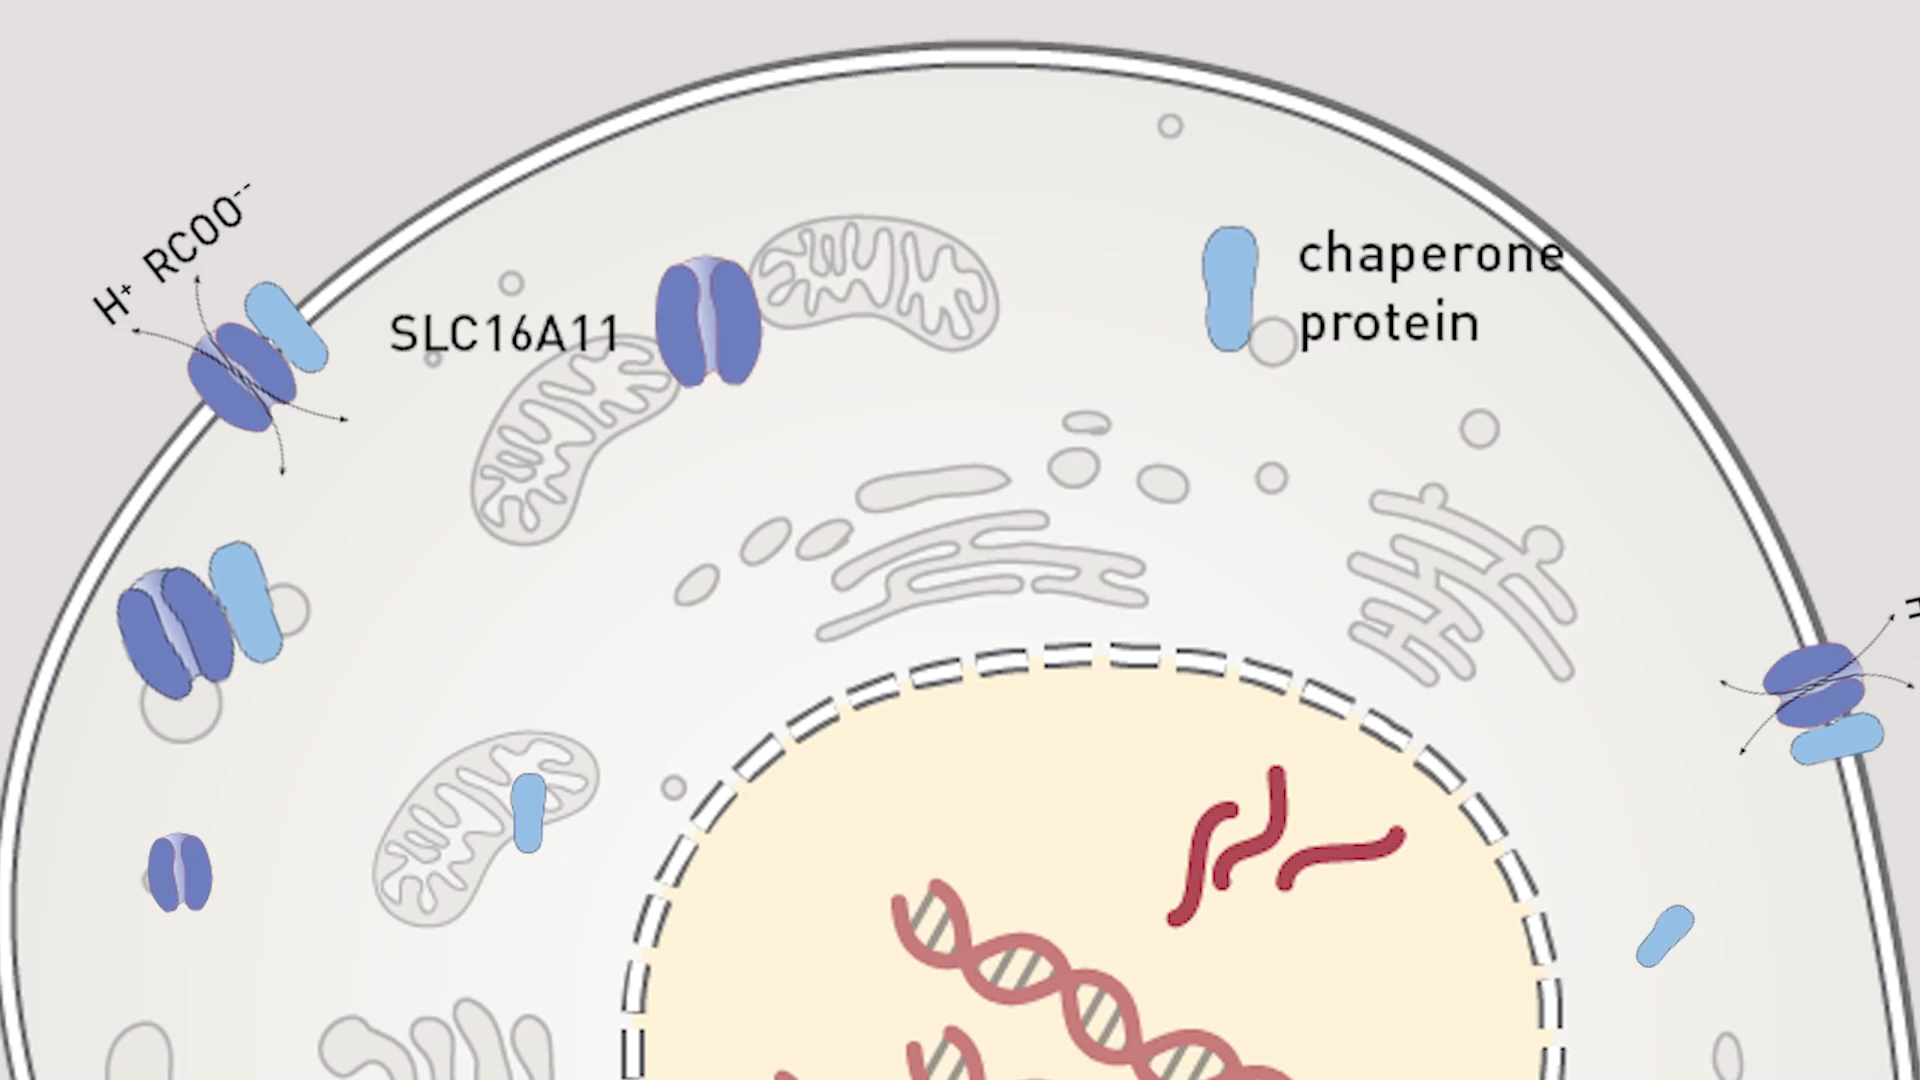 H⁺ RCOO⁻⁻
SLC16A11
chaperone
protein